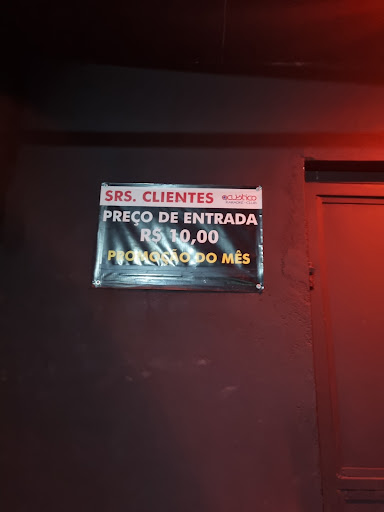 SRS. CLIENTES
PREÇO DE ENTRADA
R$ 10,00
PROMOÇÃO DO MÊS